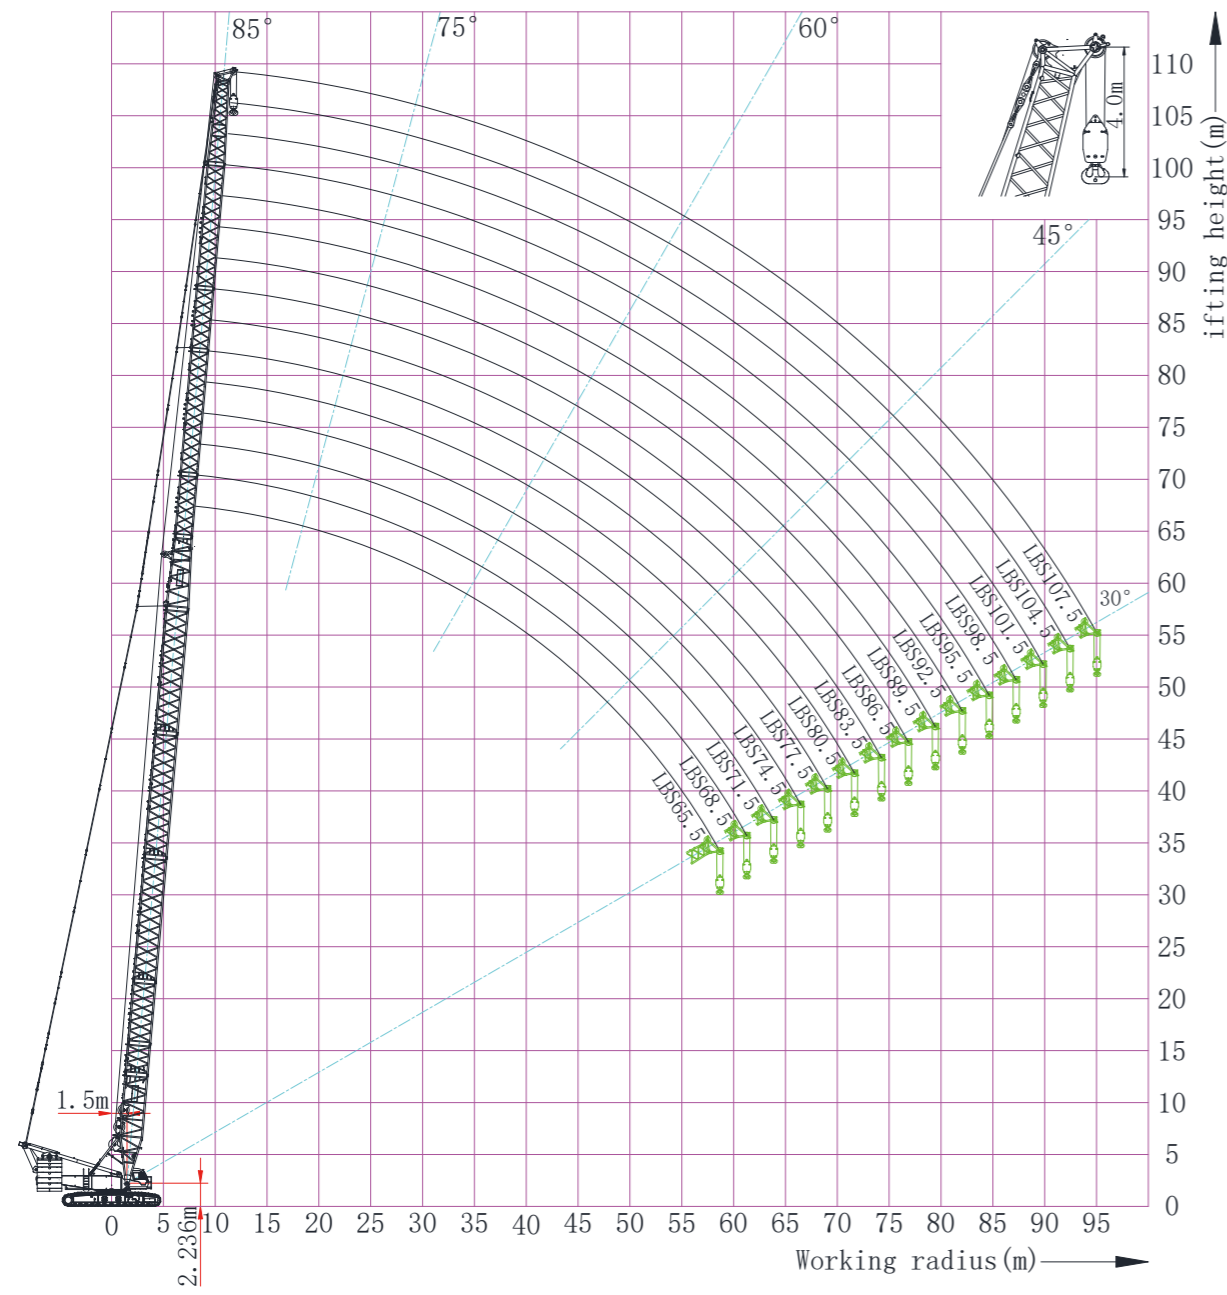 85°
75°
60°
45°
30°
4.0m
ifting height(m)
110
105
100
95
90
85
80
75
70
65
60
55
50
45
40
35
30
25
20
15
10
5
0
LBS107.5
LBS104.5
LBS101.5
LBS98.5
LBS95.5
LBS92.5
LBS89.5
LBS86.5
LBS83.5
LBS80.5
LBS77.5
LBS74.5
LBS71.5
LBS68.5
LBS65.5
1.5m
2.236m
0 5 10 15 20 25 30 35 40 45 50 55 60 65 70 75 80 85 90 95
Working radius(m)